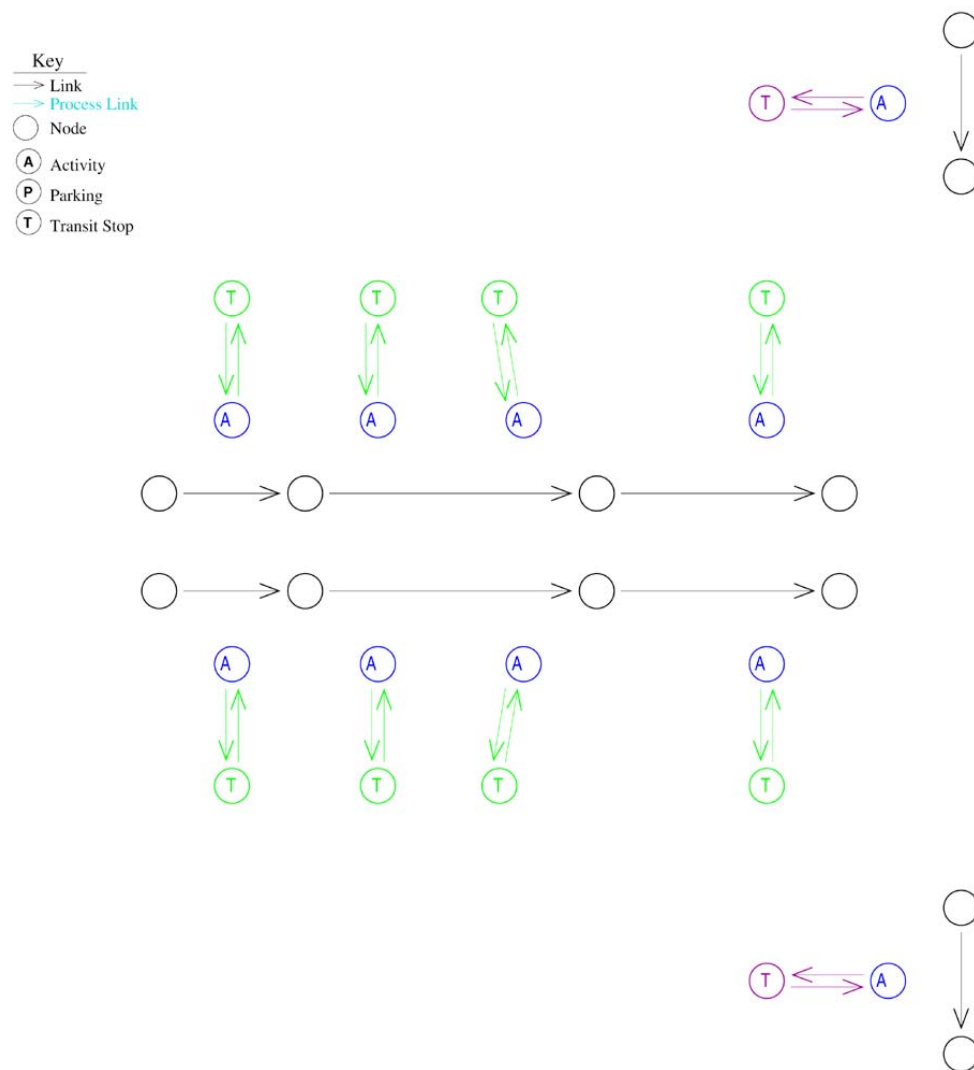 Key
Link
Process Link
Node
A Activity
P Parking
T Transit Stop
T A
T T T T
A A A A
A A A A
T T T T
T A